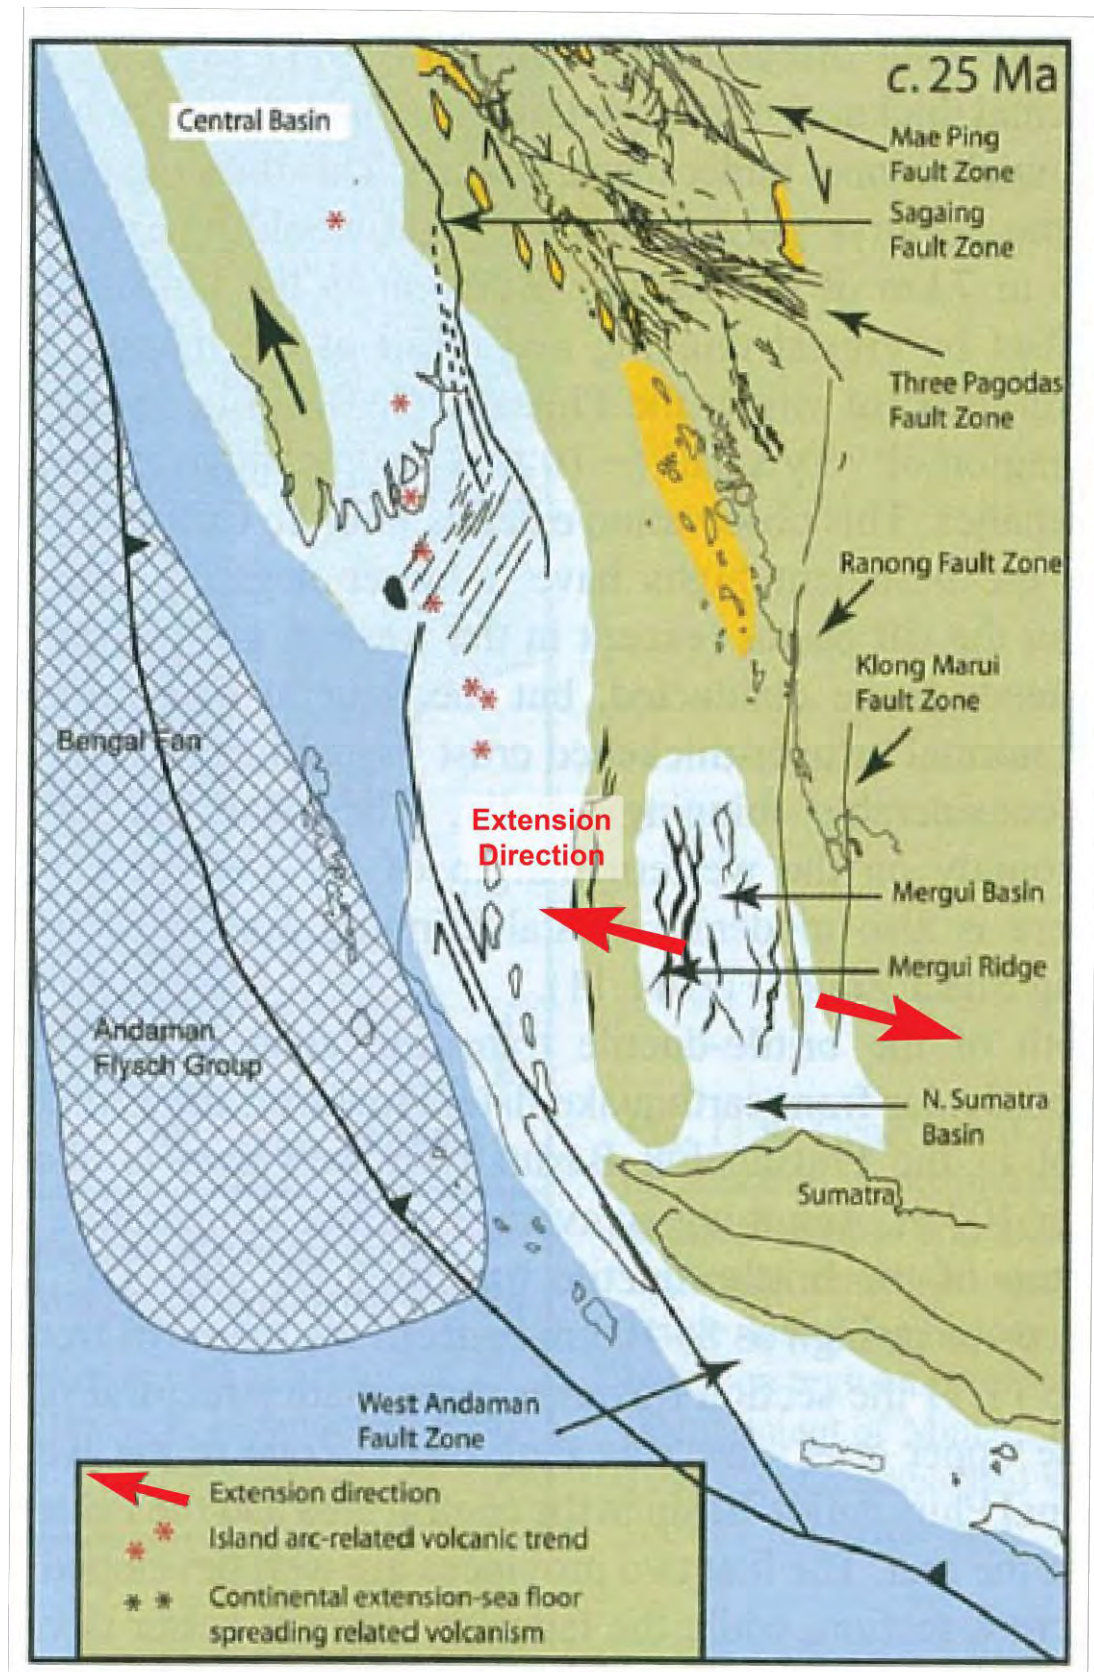 c. 25 Ma
Central Basin
Mae Ping
Fault Zone
Sagaing
Fault Zone
Three Pagodas
Fault Zone
Ranong Fault Zone
Klong Marui
Fault Zone
Bengal Fan
Extension
Direction
Mergui Basin
Mergui Ridge
Andaman
Flysch Group
N. Sumatra
Basin
Sumatra
West Andaman
Fault Zone
Extension direction
Island arc-related volcanic trend
Continental extension-sea floor
spreading related volcanism